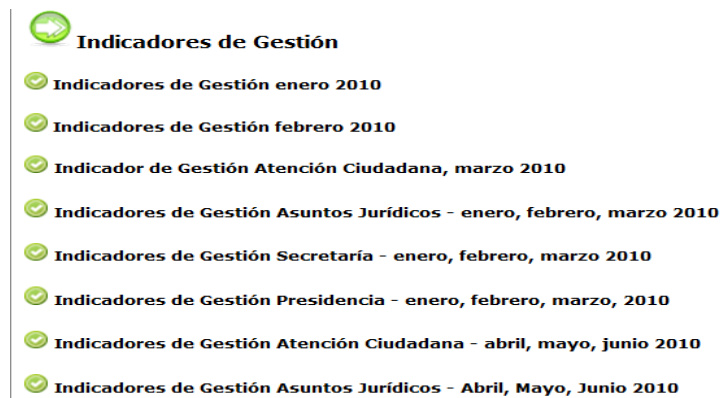 Indicadores de Gestión
Indicadores de Gestión enero 2010
Indicadores de Gestión febrero 2010
Indicador de Gestión Atención Ciudadana, marzo 2010
Indicadores de Gestión Asuntos Jurídicos - enero, febrero, marzo 2010
Indicadores de Gestión Secretaría - enero, febrero, marzo 2010
Indicadores de Gestión Presidencia - enero, febrero, marzo, 2010
Indicadores de Gestión Atención Ciudadana - abril, mayo, junio 2010
Indicadores de Gestión Asuntos Jurídicos - Abril, Mayo, Junio 2010